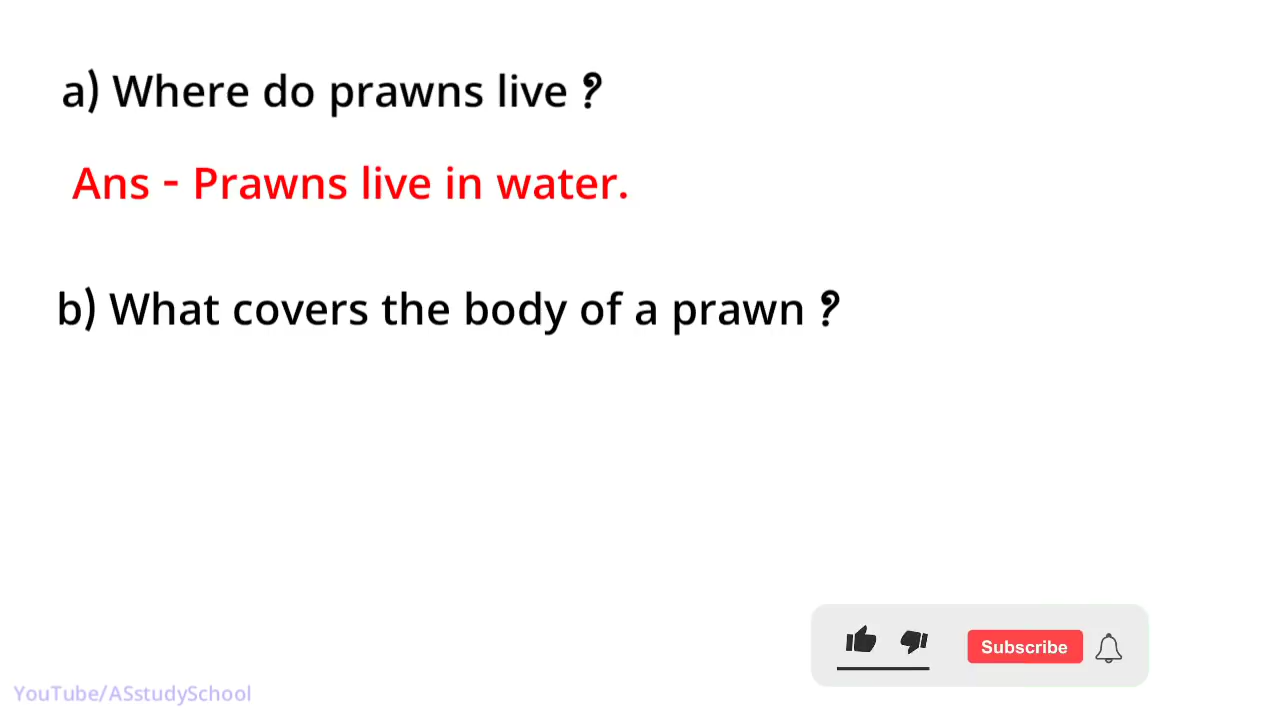 a) Where do prawns live ?
Ans - Prawns live in water.
b) What covers the body of a prawn ?
Subscribe
YouTube/ASstudySchool